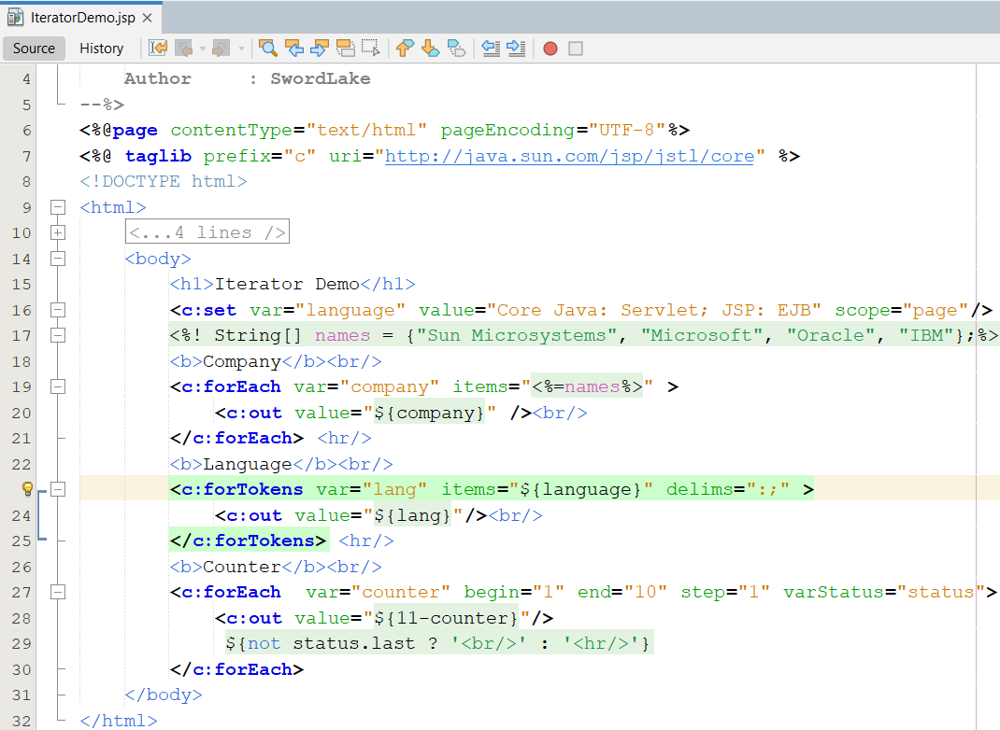 IteratorDemo.jsp
Source History
4 Author : SwordLake
5 --%>
6 <%@page contentType="text/html" pageEncoding="UTF-8"%>
7 <%@ taglib prefix="c" uri="http://java.sun.com/jsp/jstl/core" %>
8 <!DOCTYPE html>
9 <html>
10 <...4 lines />
14 <body>
15 <h1>Iterator Demo</h1>
16 <c:set var="language" value="Core Java: Servlet; JSP: EJB" scope="page"/>
17 <%! String[] names = {"Sun Microsystems", "Microsoft", "Oracle", "IBM"};%>
18 <b>Company</b><br/>
19 <c:forEach var="company" items="<%=names%>" >
20 <c:out value="${company}" /><br/>
21 </c:forEach> <hr/>
22 <b>Language</b><br/>
<c:forTokens var="lang" items="${language}" delims=":;" >
24 <c:out value="${lang}"/><br/>
25 </c:forTokens> <hr/>
26 <b>Counter</b><br/>
27 <c:forEach  var="counter" begin="1" end="10" step="1" varStatus="status">
28 <c:out value="${11-counter}"/>
29 ${not status.last ? '<br/>' : '<hr/>'}
30 </c:forEach>
31 </body>
32 </html>